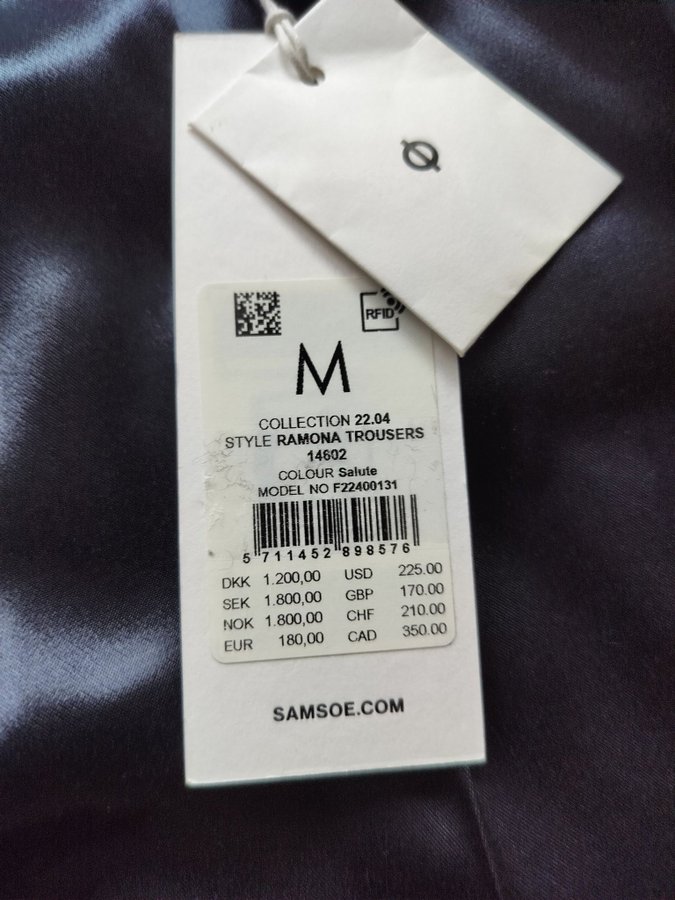 RFID
M
COLLECTION 22.04
STYLE RAMONA TROUSERS
14602
COLOUR Salute
MODEL NO F22400131
5 711452 898576
DKK 1.200,00 USD 225.00
SEK 1.800,00 GBP 170.00
NOK 1.800,00 CHF 210.00
EUR 180,00 CAD 350.00
SAMSOE.COM